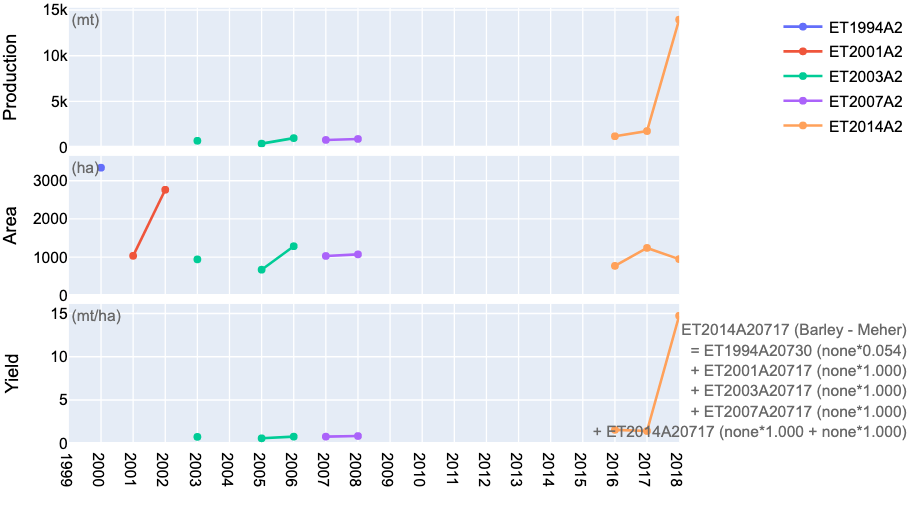 Production
15k
10k
5k
0
(mt)
ET1994A2
ET2001A2
ET2003A2
ET2007A2
ET2014A2
Area
3000
2000
1000
0
(ha)
Yield
15
10
5
0
(mt/ha)
ET2014A20717 (Barley - Meher)
= ET1994A20730 (none*0.054)
+ ET2001A20717 (none*1.000)
+ ET2003A20717 (none*1.000)
+ ET2007A20717 (none*1.000)
+ ET2014A20717 (none*1.000 + none*1.000)
1999
2000
2001
2002
2003
2004
2005
2006
2007
2008
2009
2010
2011
2012
2013
2014
2015
2016
2017
2018